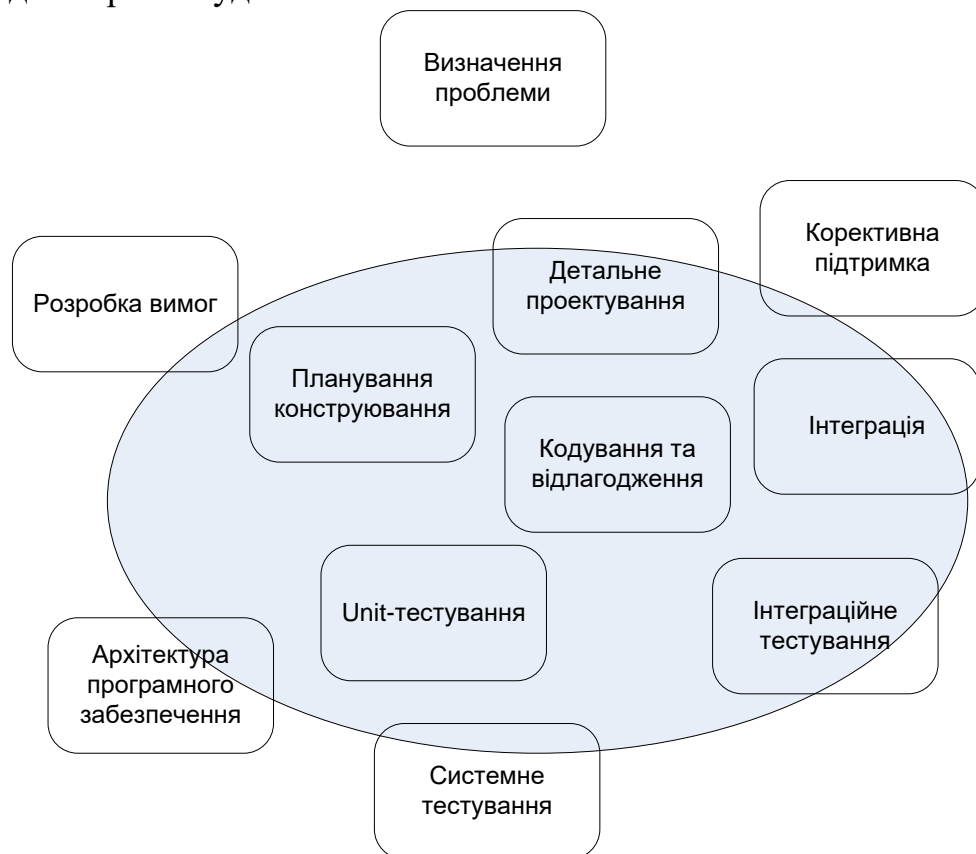 Визначення
проблеми
Корективна
підтримка
Детальне
проектування
Розробка вимог
Планування
конструювання
Інтеграція
Кодування та
відлагодження
Unit-тестування
Інтеграційне
тестування
Архітектура
програмного
забезпечення
Системне
тестування